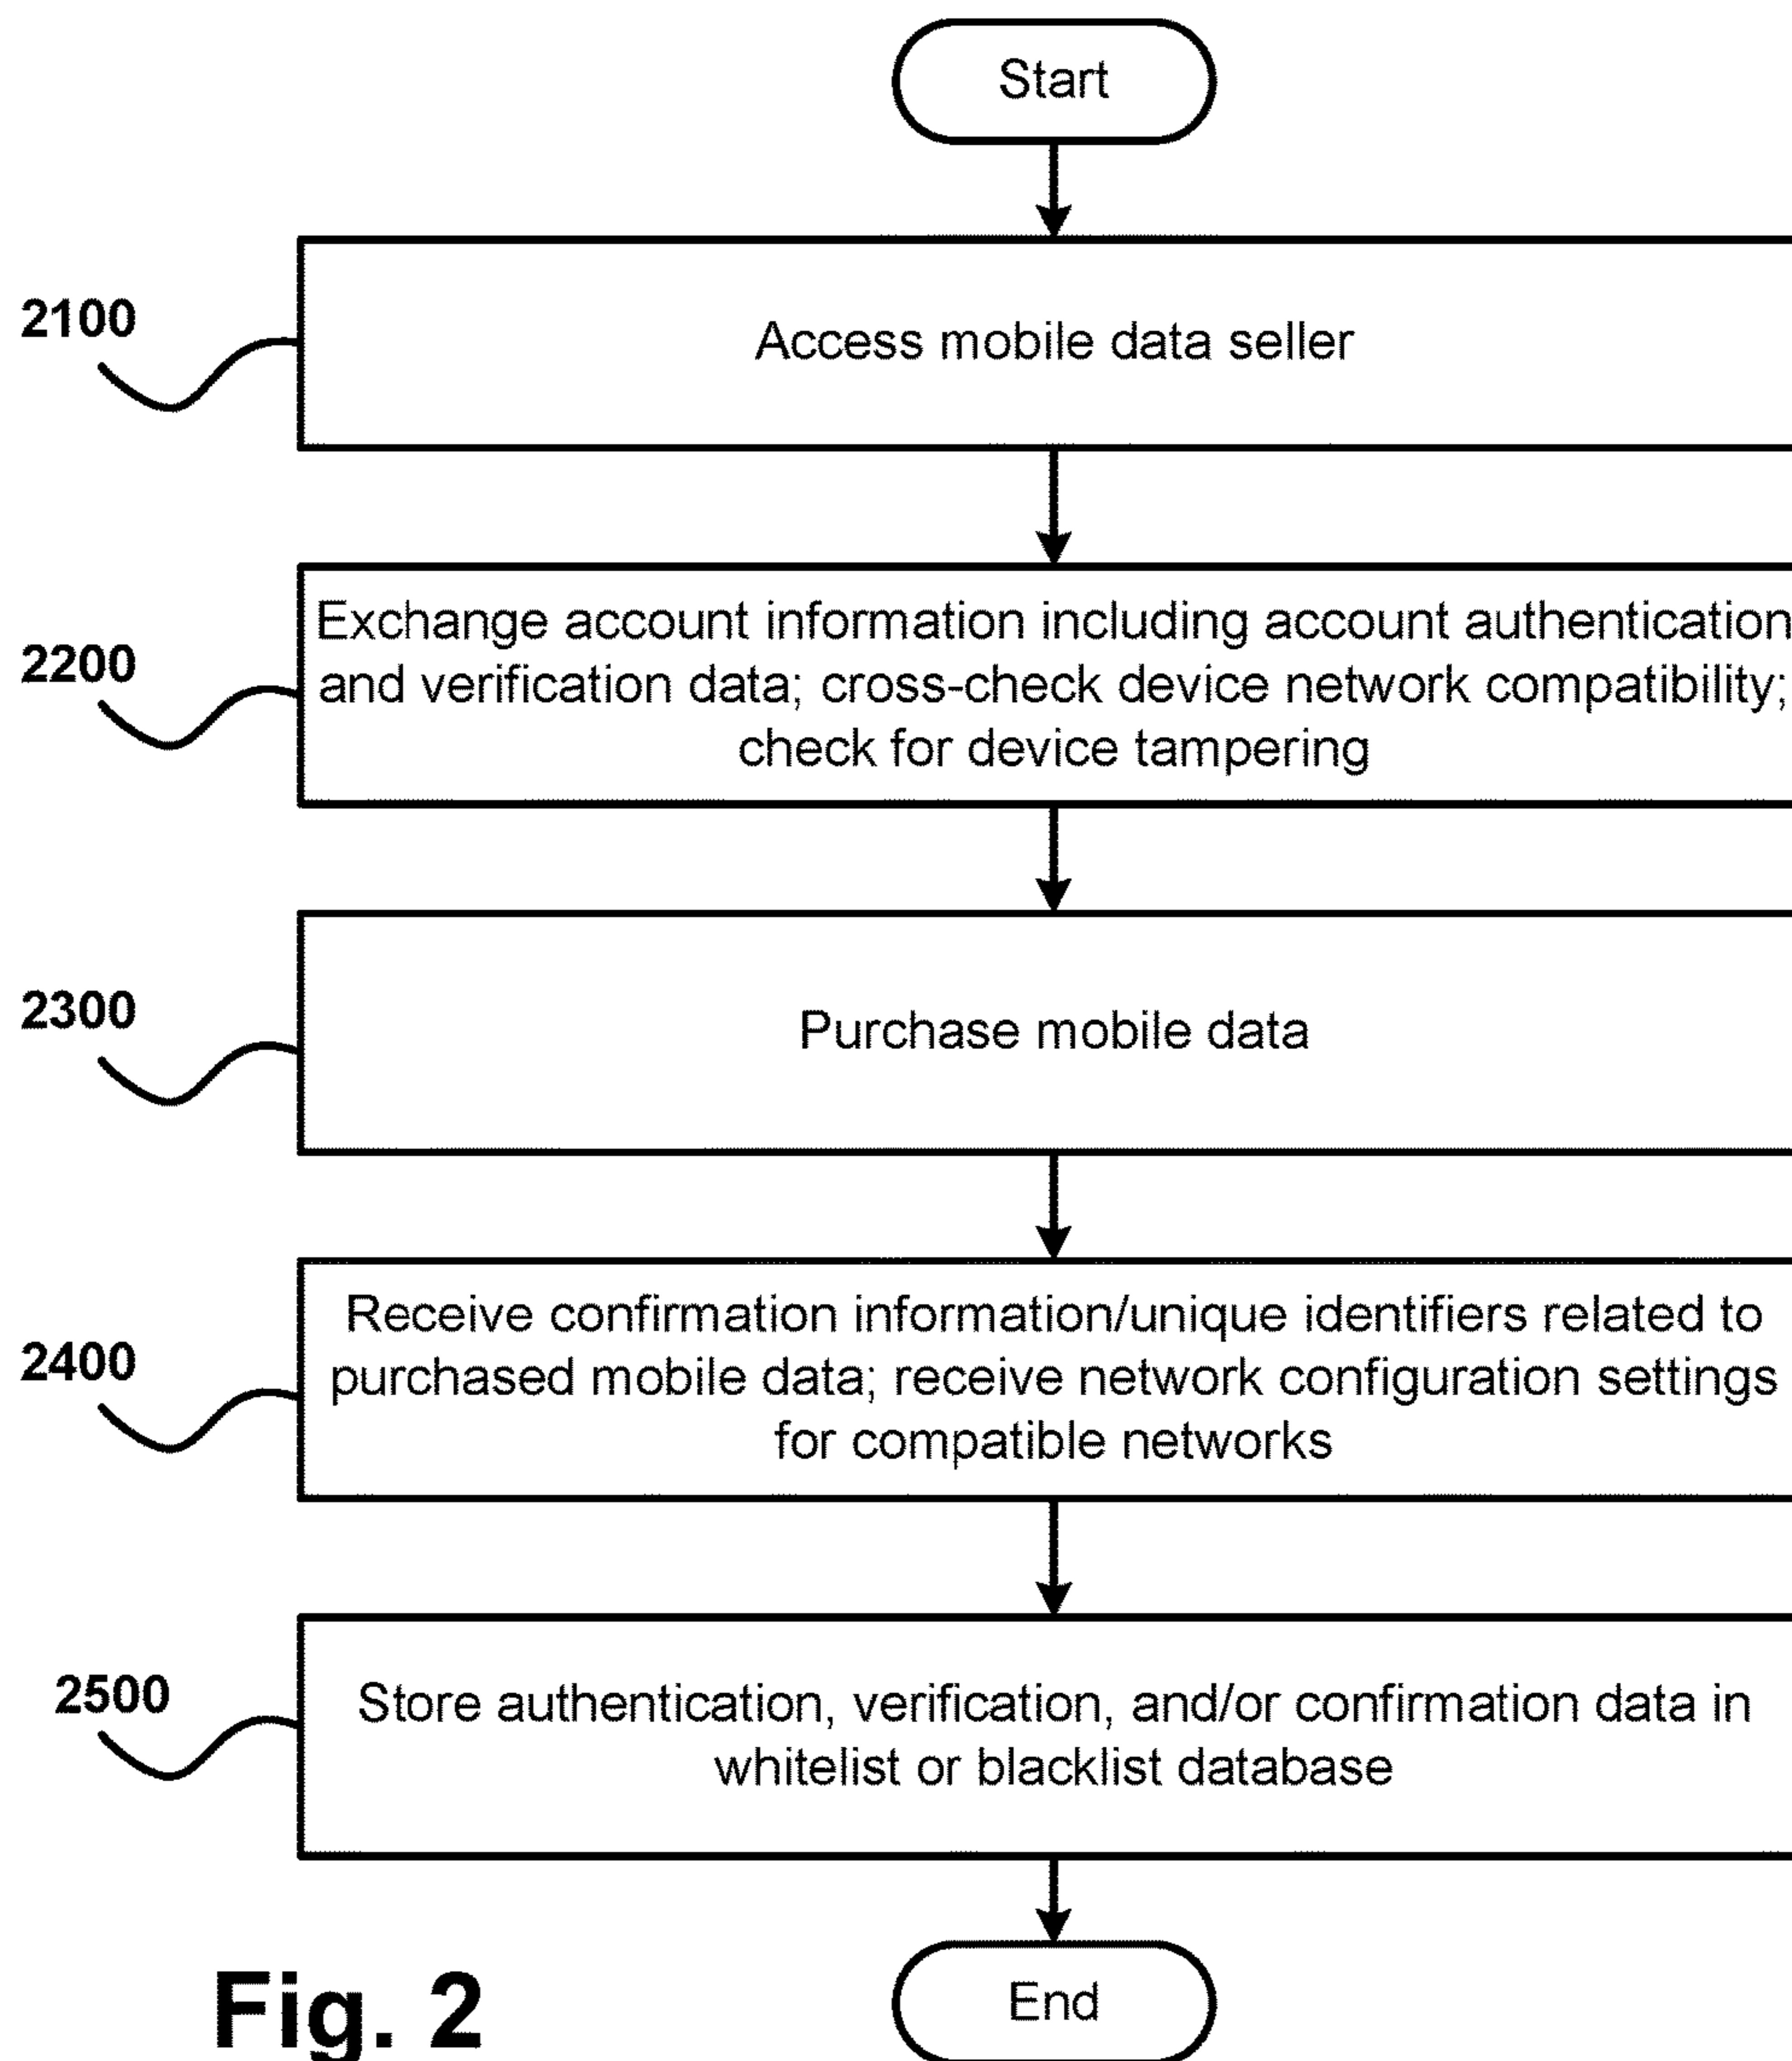 Start
2100
Access mobile data seller
2200
Exchange account information including account authentication
and verification data; cross-check device network compatibility;
check for device tampering
2300
Purchase mobile data
2400
Receive confirmation information/unique identifiers related to
purchased mobile data; receive network configuration settings
for compatible networks
2500
Store authentication, verification, and/or confirmation data in
whitelist or blacklist database
End
Fig. 2